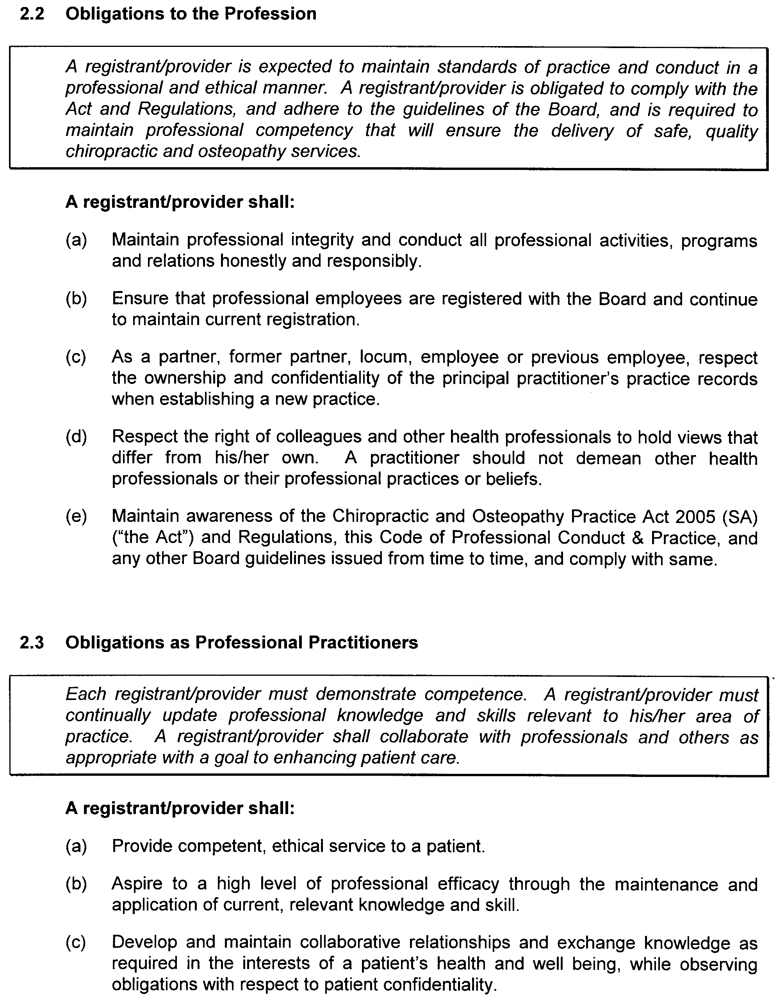 2.2 Obligations to the Profession
A registrant/provider is expected to maintain standards of practice and conduct in a
professional and ethical manner. A registrant/provider is obligated to comply with the
Act and Regulations, and adhere to the guidelines of the Board, and is required to
maintain professional competency that will ensure the delivery of safe, quality
chiropractic and osteopathy services.
A registrant/provider shall:
(a) Maintain professional integrity and conduct all professional activities, programs
and relations honestly and responsibly.
(b) Ensure that professional employees are registered with the Board and continue
to maintain current registration.
(c) As a partner, former partner, locum, employee or previous employee, respect
the ownership and confidentiality of the principal practitioner's practice records
when establishing a new practice.
(d) Respect the right of colleagues and other health professionals to hold views that
differ from his/her own. A practitioner should not demean other health
professionals or their professional practices or beliefs.
(e) Maintain awareness of the Chiropractic and Osteopathy Practice Act 2005 (SA)
("the Act") and Regulations, this Code of Professional Conduct & Practice, and
any other Board guidelines issued from time to time, and comply with same.
2.3 Obligations as Professional Practitioners
Each registrant/provider must demonstrate competence. A registrant/provider must
continually update professional knowledge and skills relevant to his/her area of
practice. A registrant/provider shall collaborate with professionals and others as
appropriate with a goal to enhancing patient care.
A registrant/provider shall:
(a) Provide competent, ethical service to a patient.
(b) Aspire to a high level of professional efficacy through the maintenance and
application of current, relevant knowledge and skill.
(c) Develop and maintain collaborative relationships and exchange knowledge as
required in the interests of a patient's health and well being, while observing
obligations with respect to patient confidentiality.